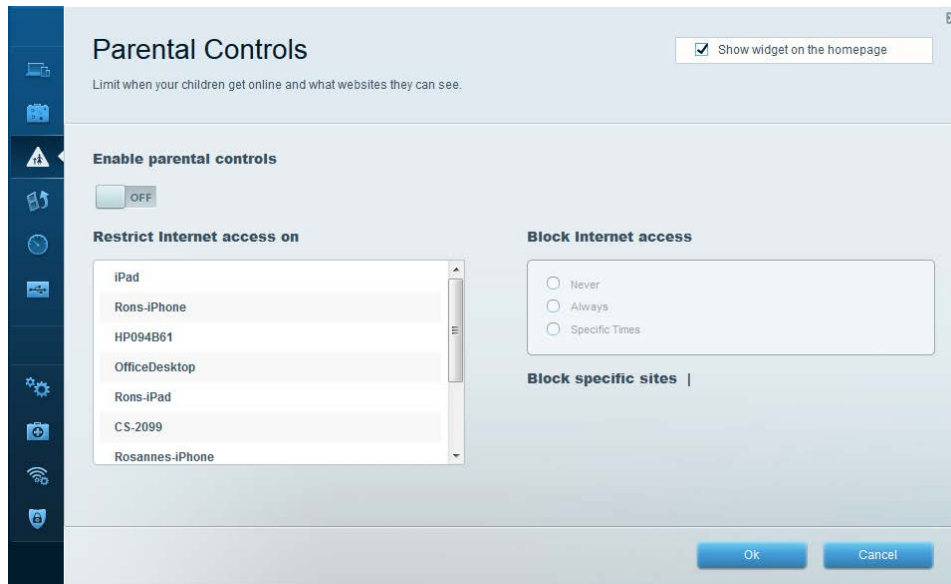 Parental Controls
Show widget on the homepage
Limit when your children get online and what websites they can see.
Enable parental controls
OFF
Restrict Internet access on
iPad
Rons-iPhone
HP094B61
OfficeDesktop
Rons-iPad
CS-2099
Rosannes-iPhone
Block Internet access
Never
Always
Specific Times
Block specific sites |
Ok
Cancel